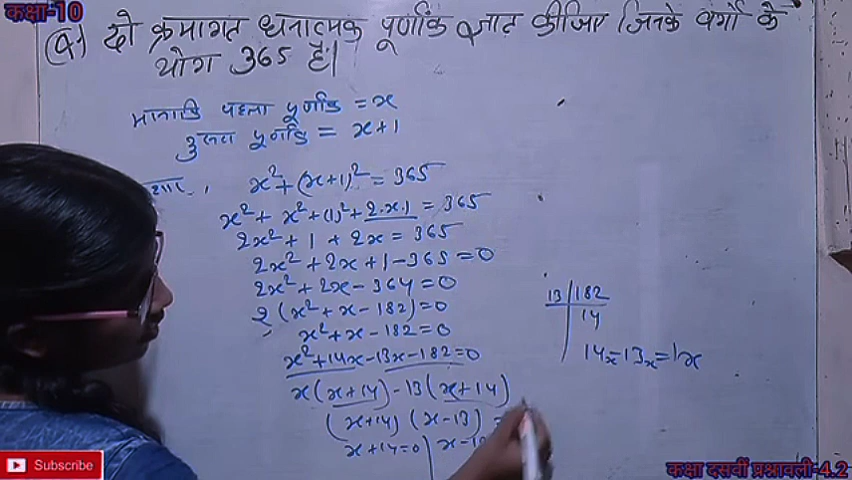 कक्षा-10
Q1 दो क्रमागत धनात्मक पूर्णांक ज्ञात कीजिए जिनके वर्गों के
योग 365 हैं।
माना कि पहला पूर्णांक = x
दुसरा पूर्णांक = x+1
x² + (x+1)² = 365
x² + x² + (1)² + 2.x.1 = 365
2x² + 1 + 2x = 365
2x² + 2x + 1 - 365 = 0
2x² + 2x - 364 = 0
2(x² + x - 182) = 0
x² + x - 182 = 0
x² + 14x - 13x - 182 = 0
x(x+14) - 13(x+14)
(x+14) (x-13) =
x+14=0 | x-1
13 | 182
14
14x - 13x = 1x
Subscribe
कक्षा दसवीं प्रश्नावली-4.2